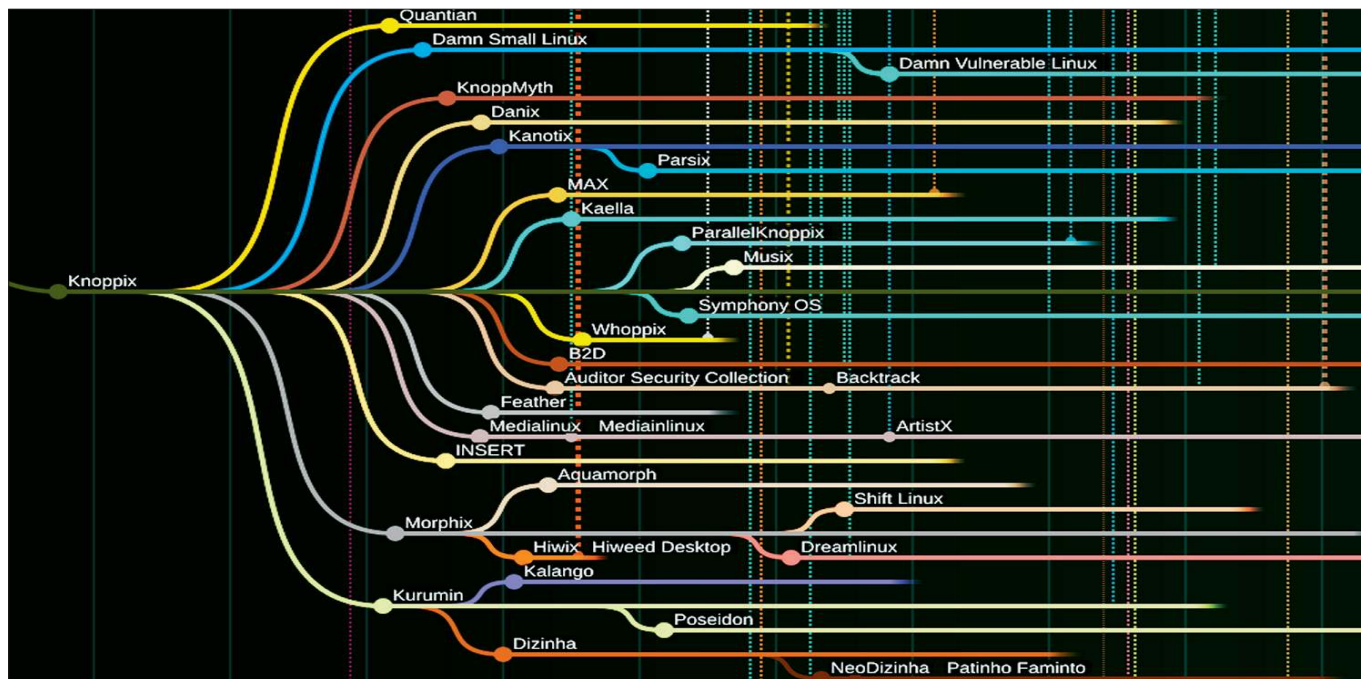 Quantian
Damn Small Linux
Damn Vulnerable Linux
KnoppMyth
Danix
Kanotix
Parsix
MAX
Kaella
ParallelKnoppix
Musix
Knoppix
Symphony OS
Whoppix
B2D
Auditor Security Collection Backtrack
Feather
Medialinux Mediainlinux ArtistX
INSERT
Aquamorph
Shift Linux
Morphix
Hiwix Hiweed Desktop Dreamlinux
Kalango
Kurumin
Poseidon
Dizinha
NeoDizinha Patinho Faminto